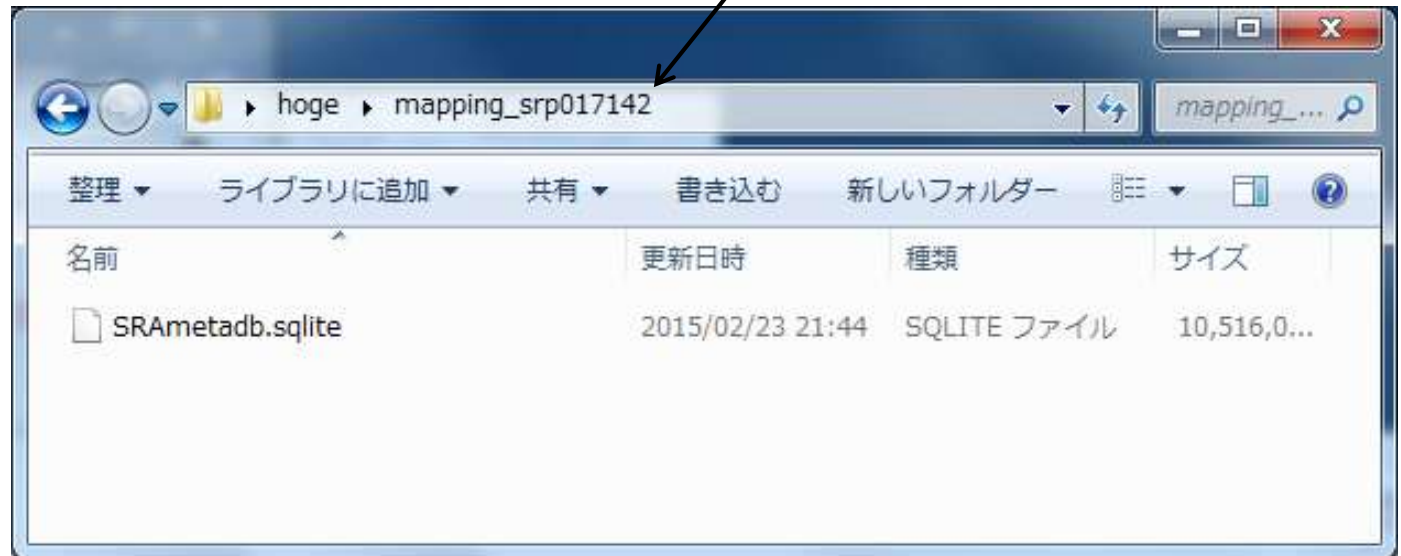 hoge mapping_srp017142 mapping_...
整理 ライブラリに追加 共有 書き込む 新しいフォルダー
名前 更新日時 種類 サイズ
SRAmetadb.sqlite 2015/02/23 21:44 SQLITE ファイル 10,516,0...